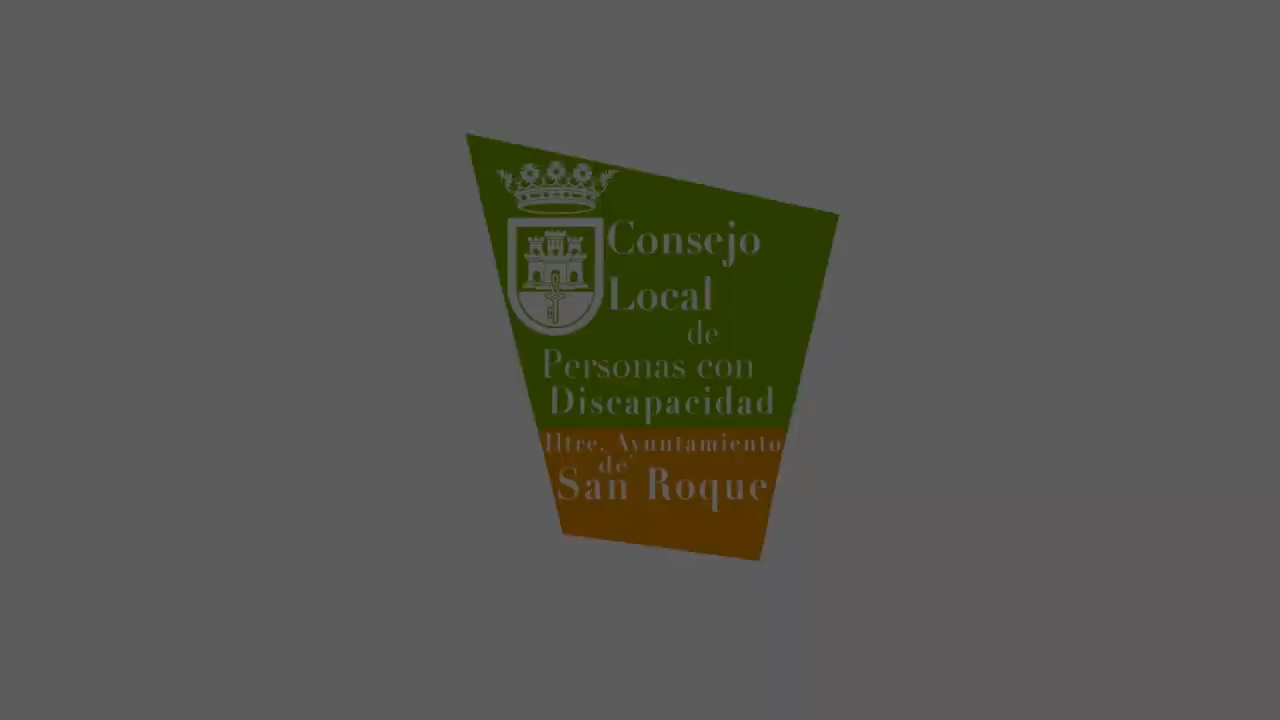 Consejo
Local
de
Personas con
Discapacidad
Iltre. Ayuntamiento
de
San Roque